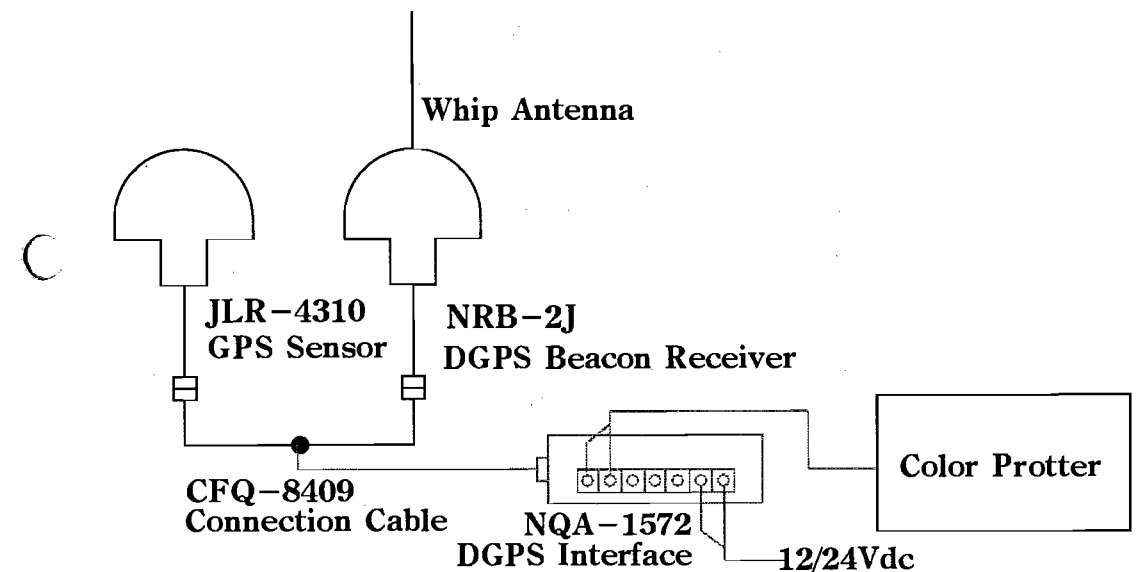 Whip Antenna
JLR-4310
GPS Sensor
NRB-2J
DGPS Beacon Receiver
Color Protter
CFQ-8409
Connection Cable
NQA-1572
DGPS Interface
12/24Vdc